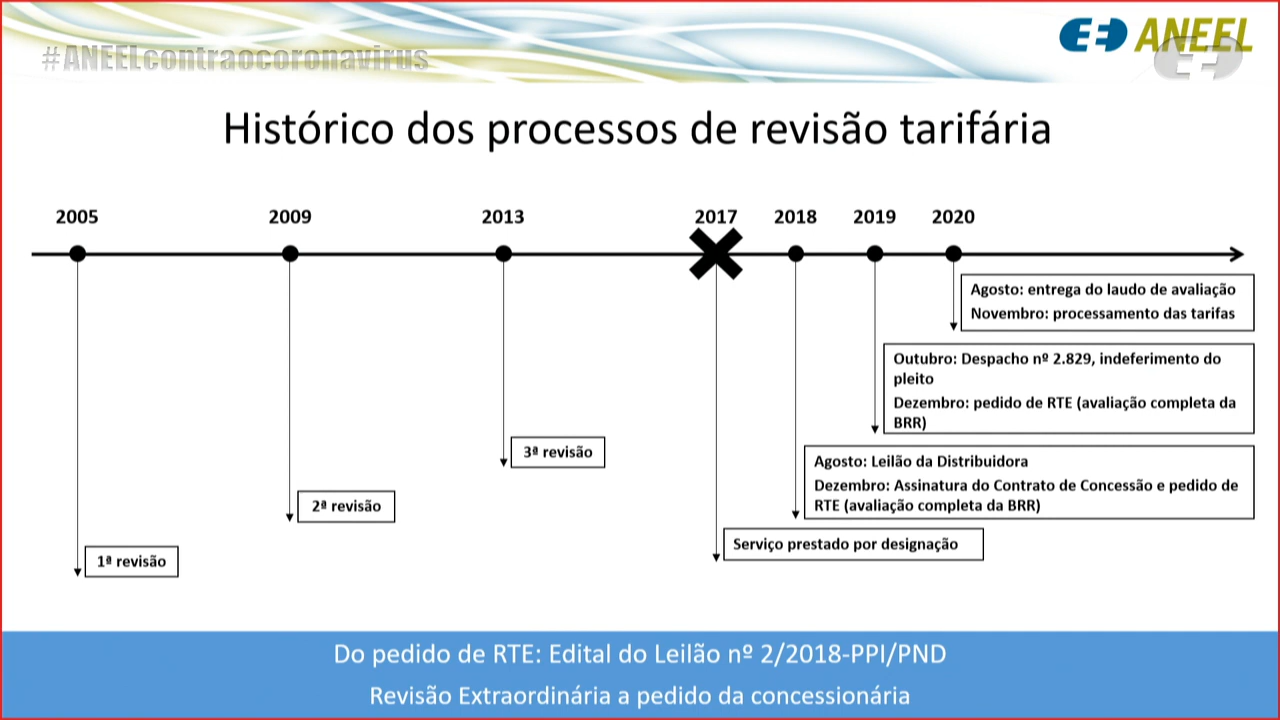 #ANEELcontraocoronavirus
ANEEL
Histórico dos processos de revisão tarifária
2005
2009
2013
2017
2018
2019
2020
Agosto: entrega do laudo de avaliação
Novembro: processamento das tarifas
Outubro: Despacho nº 2.829, indeferimento do
pleito
Dezembro: pedido de RTE (avaliação completa da
BRR)
3ª revisão
Agosto: Leilão da Distribuidora
Dezembro: Assinatura do Contrato de Concessão e pedido de
RTE (avaliação completa da BRR)
2ª revisão
Serviço prestado por designação
1ª revisão
Do pedido de RTE: Edital do Leilão nº 2/2018-PPI/PND
Revisão Extraordinária a pedido da concessionária